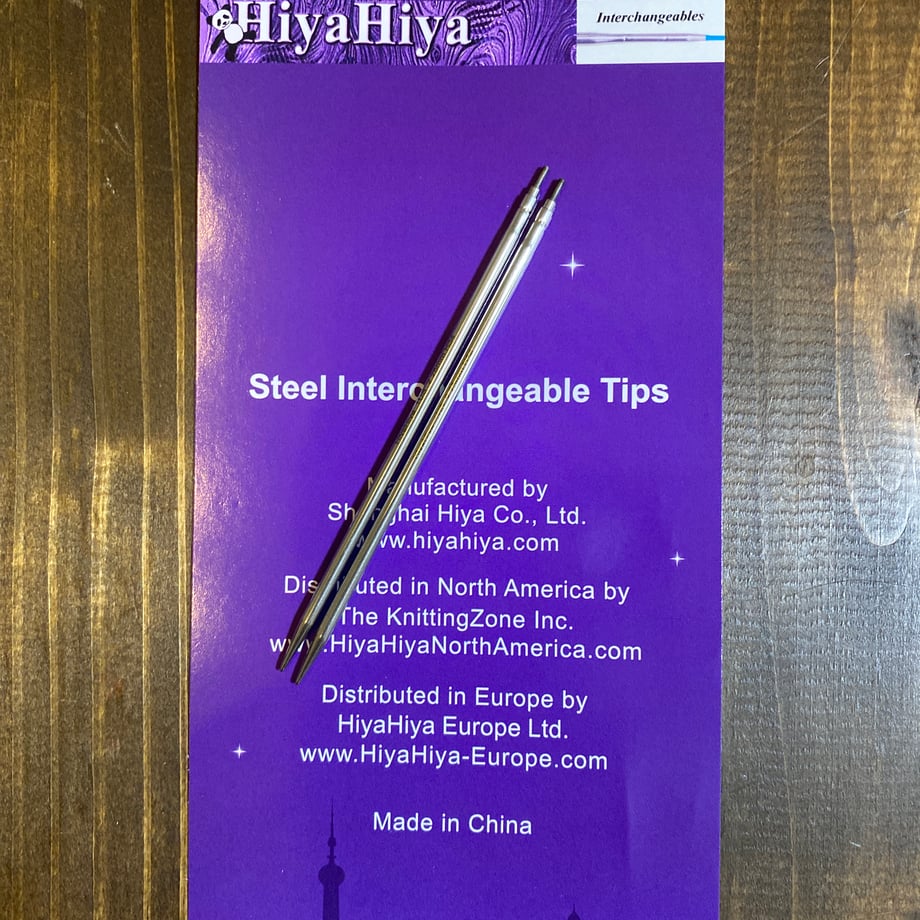 HiyaHiya
Interchangeables
Steel Interchangeable Tips
Manufactured by
Shanghai Hiya Co., Ltd.
www.hiyahiya.com
Distributed in North America by
The KnittingZone Inc.
www.HiyaHiyaNorthAmerica.com
Distributed in Europe by
HiyaHiya Europe Ltd.
www.HiyaHiya-Europe.com
Made in China